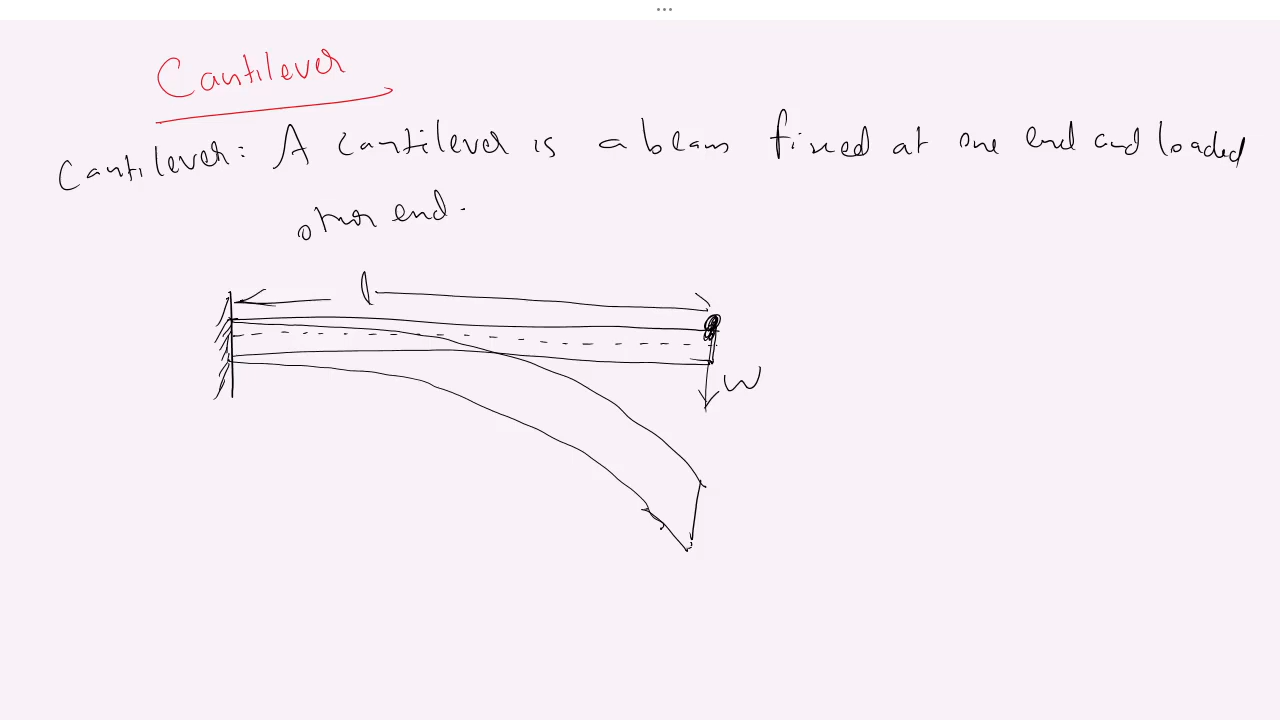 Cantilever
Cantilever: A cantilever is a beam fixed at one end and loaded
other end.
l
W